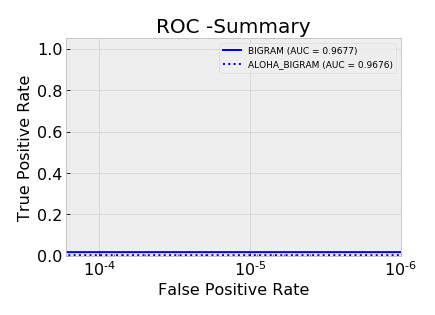 ROC -Summary
BIGRAM (AUC = 0.9677)
ALOHA_BIGRAM (AUC = 0.9676)
True Positive Rate
1.0
0.8
0.6
0.4
0.2
0.0
10-4
10-5
10-6
False Positive Rate